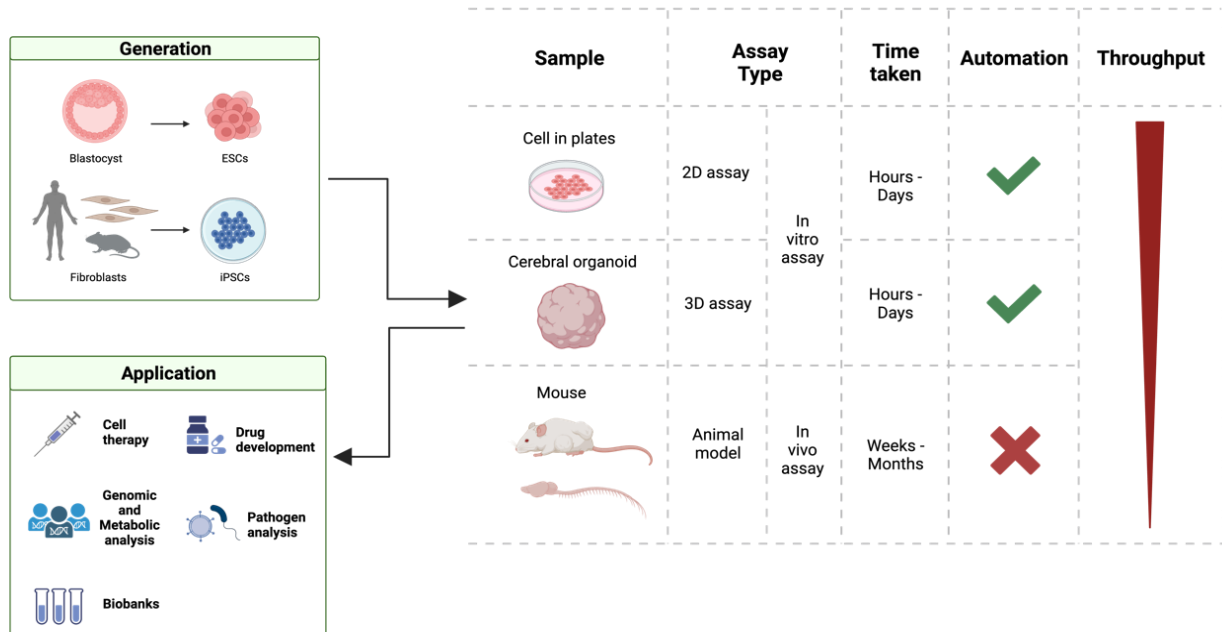 Generation
Blastocyst
ESCs
Fibroblasts
iPSCs
Application
Cell
therapy
Drug
development
Genomic
and
Metabolic
analysis
Pathogen
analysis
Biobanks
Sample
Assay
Type
Time
taken
Automation
Throughput
Cell in plates
2D assay
In
vitro
assay
Hours -
Days
Cerebral organoid
3D assay
Hours -
Days
Mouse
Animal
model
In
vivo
assay
Weeks -
Months